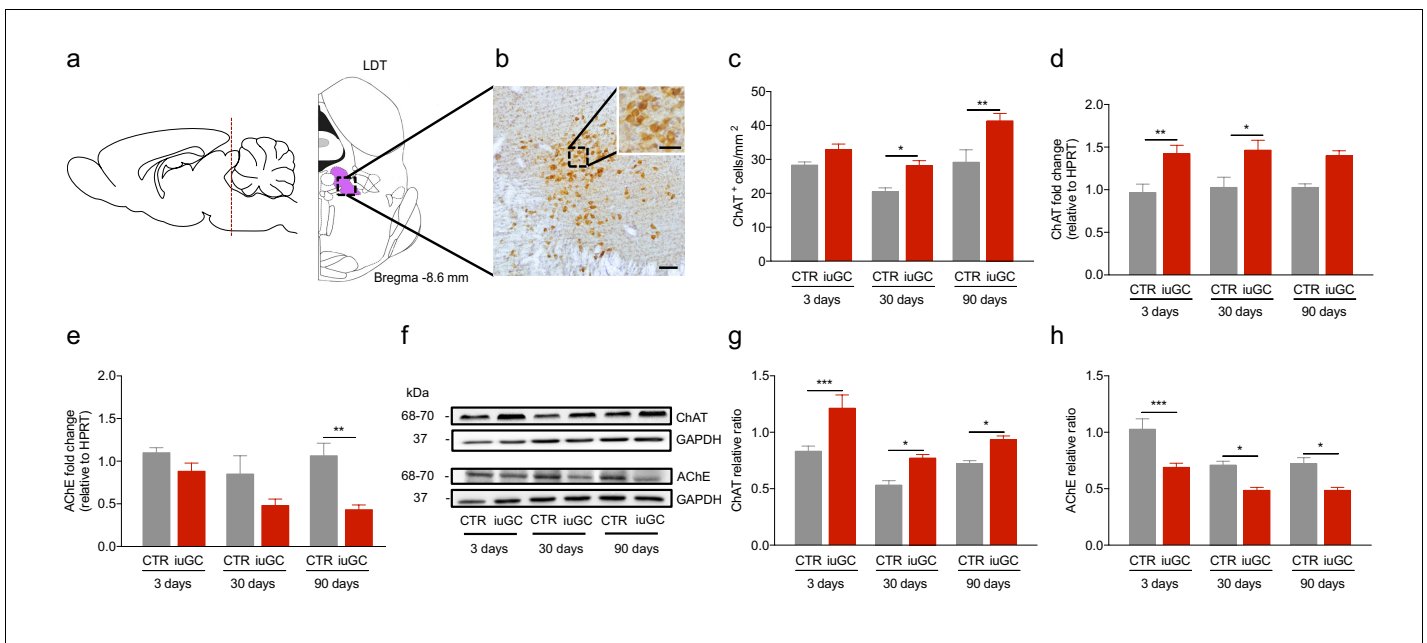 a
LDT
Bregma -8.6 mm
b
c
ChAT + cells/mm 2
50
40
30
20
10
0
**
*
CTR iuGC CTR iuGC CTR iuGC
3 days 30 days 90 days
d
ChAT fold change
(relative to HPRT)
2.0
1.5
1.0
0.5
0.0
** *
CTR iuGC CTR iuGC CTR iuGC
3 days 30 days 90 days
e
AChE fold change
(relative to HPRT)
2.0
1.5
1.0
0.5
0.0
**
CTR iuGC CTR iuGC CTR iuGC
3 days 30 days 90 days
f
kDa
68-70 - ChAT
37 - GAPDH
68-70 - AChE
37 - GAPDH
CTR iuGC CTR iuGC CTR iuGC
3 days 30 days 90 days
g
ChAT relative ratio
1.5
1.0
0.5
0.0
***
* *
CTR iuGC CTR iuGC CTR iuGC
3 days 30 days 90 days
h
AChE relative ratio
1.5
1.0
0.5
0.0
***
* *
CTR iuGC CTR iuGC CTR iuGC
3 days 30 days 90 days